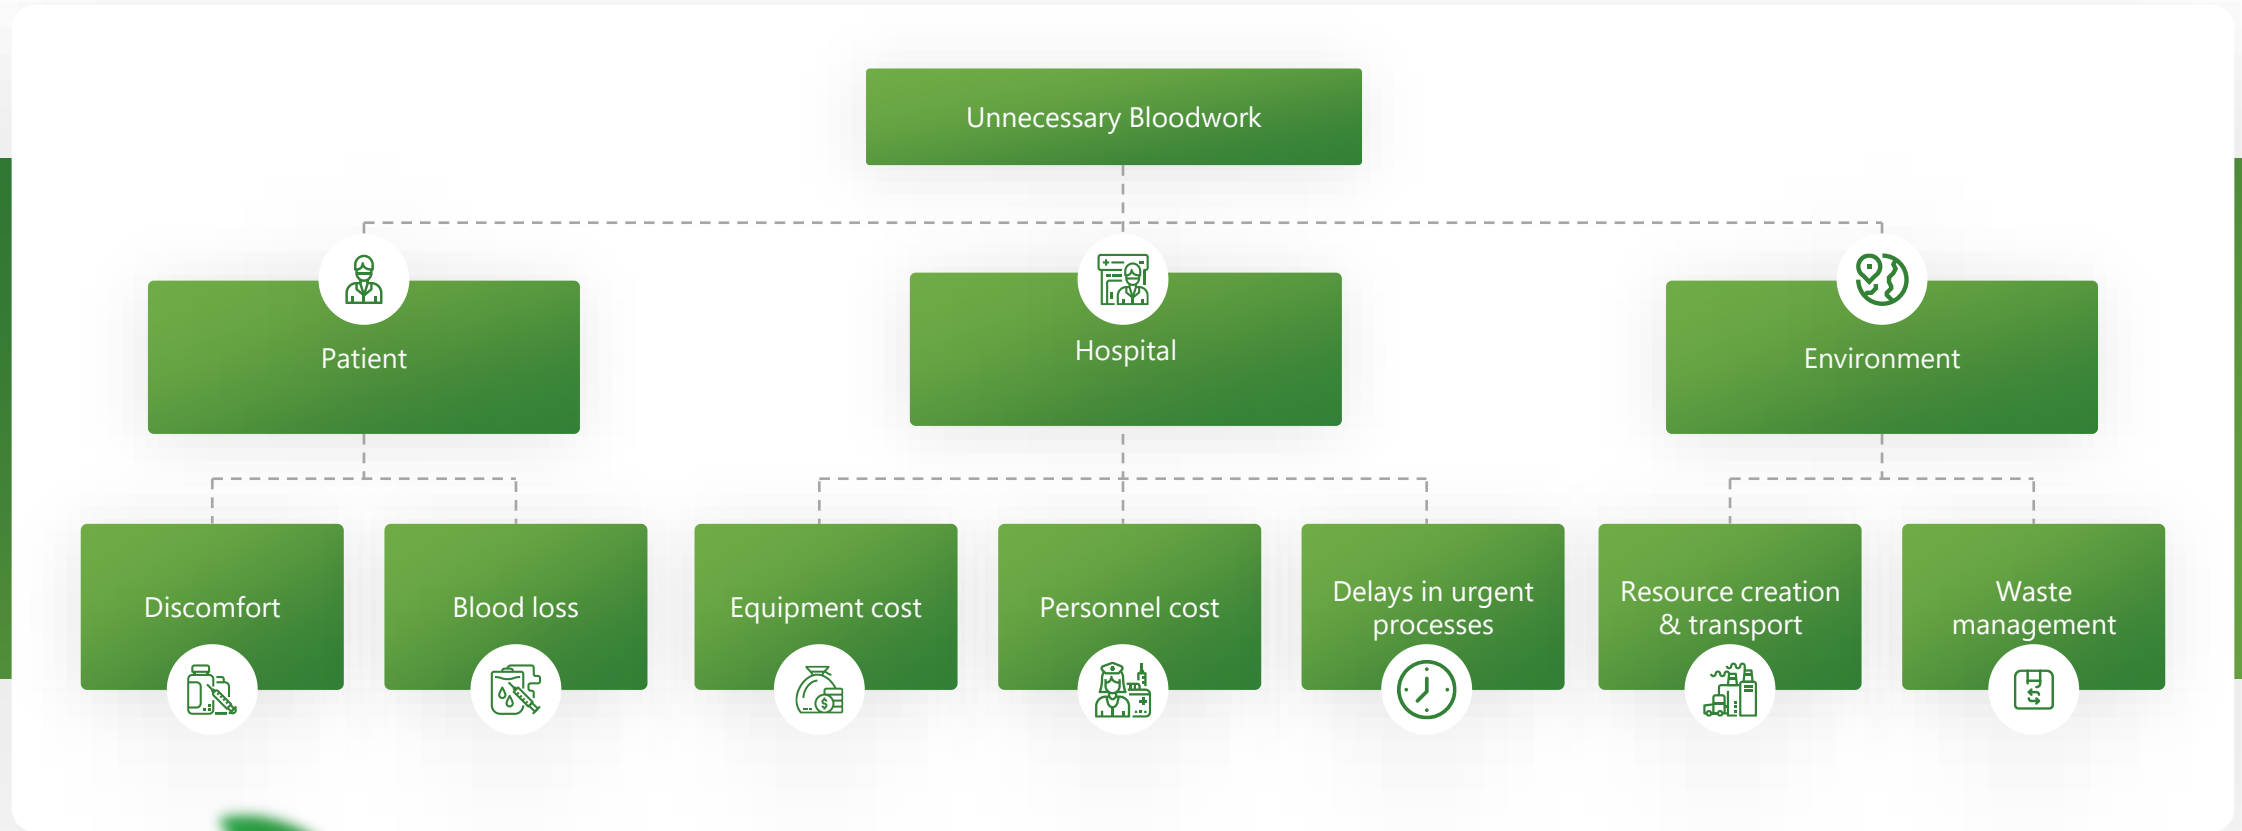 Unnecessary Bloodwork
Patient
Hospital
Environment
Discomfort
Blood loss
Equipment cost
Personnel cost
Delays in urgent
processes
Resource creation
& transport
Waste
management